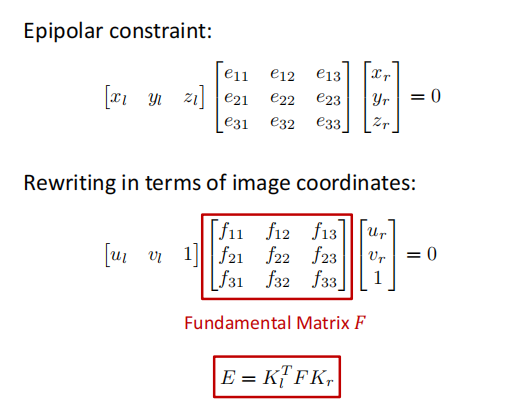 Epipolar constraint:
$$\begin{bmatrix} x_l & y_l & z_l \end{bmatrix} \begin{bmatrix} e_{11} & e_{12} & e_{13} \\ e_{21} & e_{22} & e_{23} \\ e_{31} & e_{32} & e_{33} \end{bmatrix} \begin{bmatrix} x_r \\ y_r \\ z_r \end{bmatrix} = 0$$
Rewriting in terms of image coordinates:
$$\begin{bmatrix} u_l & v_l & 1 \end{bmatrix} \begin{bmatrix} f_{11} & f_{12} & f_{13} \\ f_{21} & f_{22} & f_{23} \\ f_{31} & f_{32} & f_{33} \end{bmatrix} \begin{bmatrix} u_r \\ v_r \\ 1 \end{bmatrix} = 0$$
Fundamental Matrix $F$
$$E = K_l^T F K_r$$